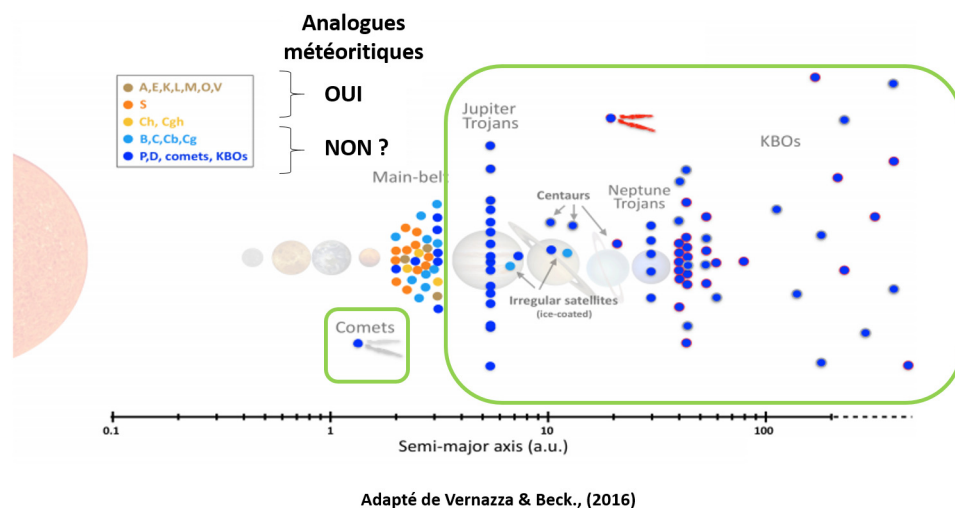 Analogues
météoritiques
A,E,K,L,M,O,V
S
Ch, Cgh
B,C,Cb,Cg
P,D, comets, KBOs
OUI
NON ?
Jupiter
Trojans
KBOs
Main-belt
Centaurs
Neptune
Trojans
Irregular satellites
(ice-coated)
Comets
0.1
1
10
100
Semi-major axis (a.u.)
Adapté de Vernazza & Beck., (2016)